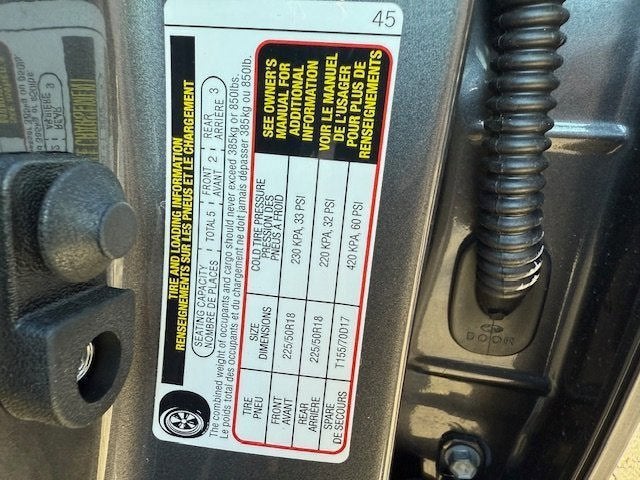 45
TIRE AND LOADING INFORMATION
RENSEIGNEMENTS SUR LES PNEUS ET LE CHARGEMENT
SEATING CAPACITY TOTAL 5 FRONT 2 REAR 3
NOMBRE DE PLACES AVANT ARRIÈRE
The combined weight of occupants and cargo should never exceed 385kg or 850lbs.
Le poids total des occupants et du chargement ne doit jamais dépasser 385kg ou 850lb.
TIRE SIZE COLD TIRE PRESSURE
PNEU DIMENSIONS PRESSION DES
PNEUS À FROID
FRONT 225/50R18 230 KPA, 33 PSI
AVANT
REAR 225/50R18 220 KPA, 32 PSI
ARRIÈRE
SPARE T155/70D17 420 KPA, 60 PSI
DE SECOURS
SEE OWNER'S
MANUAL FOR
ADDITIONAL
INFORMATION
VOIR LE MANUEL
DE L'USAGER
POUR PLUS DE
RENSEIGNEMENTS
DOOR